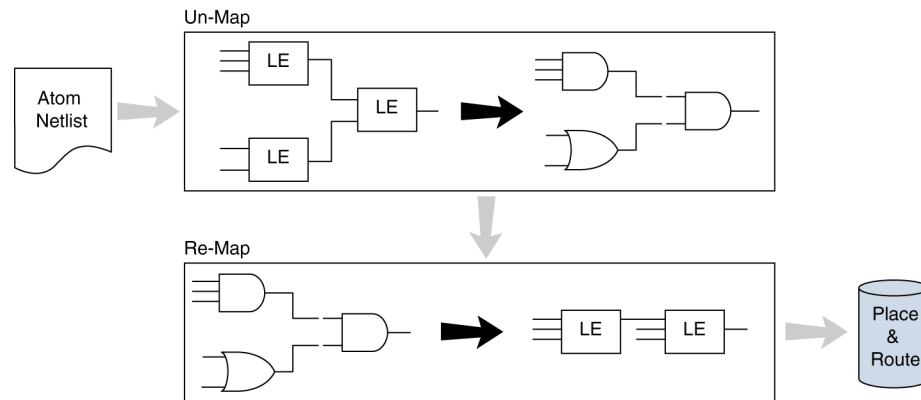 Un-Map
LE
LE
LE
Atom
Netlist
Re-Map
LE
LE
Place
&
Route